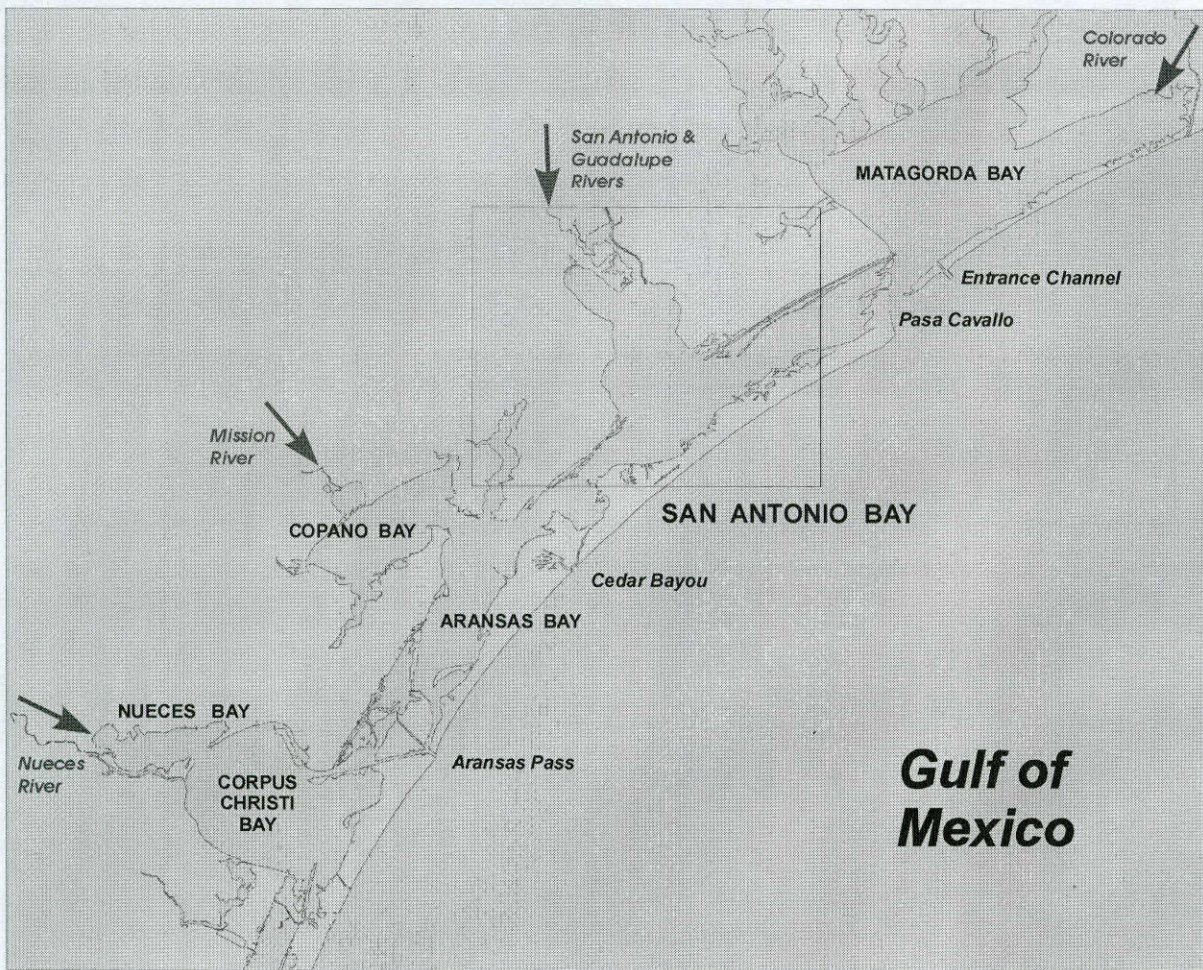 Colorado
River
San Antonio &
Guadalupe
Rivers
MATAGORDA BAY
Entrance Channel
Pasa Cavallo
Mission
River
SAN ANTONIO BAY
COPANO BAY
Cedar Bayou
ARANSAS BAY
NUECES BAY
Nueces
River
CORPUS
CHRISTI
BAY
Aransas Pass
Gulf of
Mexico